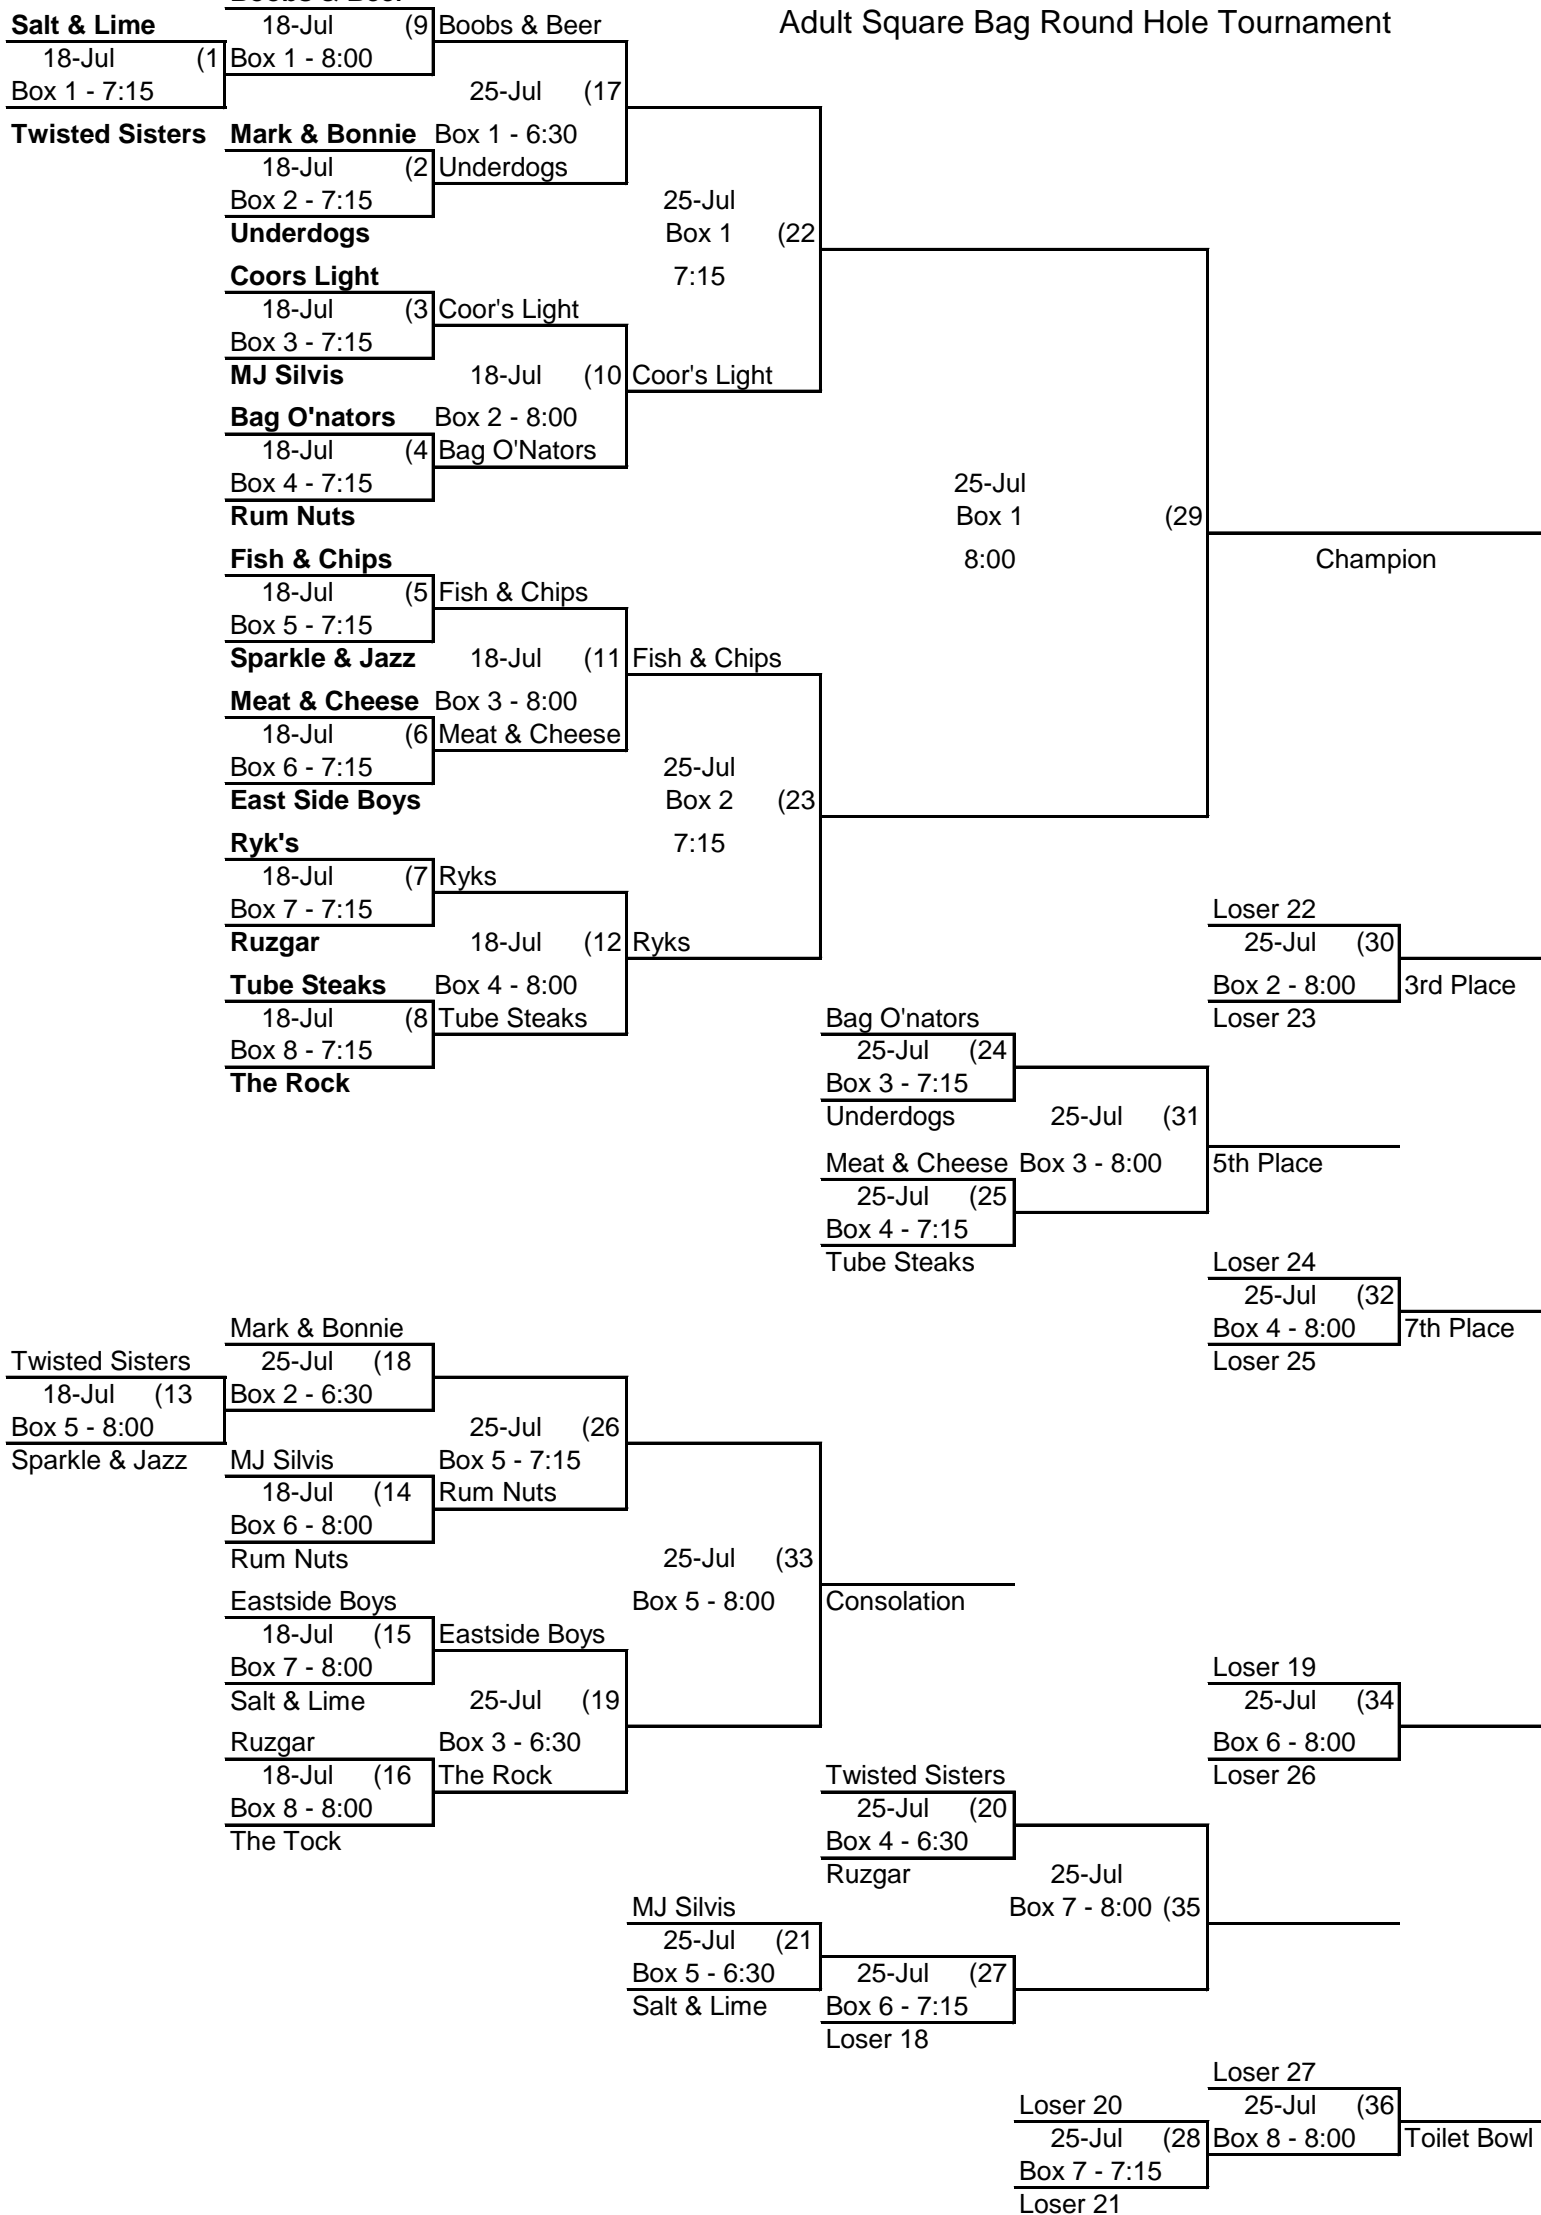 Boobs & Beer
Adult Square Bag Round Hole Tournament
Salt & Lime 18-Jul (9 Boobs & Beer
18-Jul (1 Box 1 - 8:00
Box 1 - 7:15 25-Jul (17
Twisted Sisters Mark & Bonnie Box 1 - 6:30
18-Jul (2 Underdogs
Box 2 - 7:15 25-Jul
Underdogs Box 1 (22
Coors Light 7:15
18-Jul (3 Coor's Light
Box 3 - 7:15
MJ Silvis 18-Jul (10 Coor's Light
Bag O'nators Box 2 - 8:00
18-Jul (4 Bag O'Nators
Box 4 - 7:15 25-Jul
Rum Nuts Box 1 (29
Fish & Chips 8:00 Champion
18-Jul (5 Fish & Chips
Box 5 - 7:15
Sparkle & Jazz 18-Jul (11 Fish & Chips
Meat & Cheese Box 3 - 8:00
18-Jul (6 Meat & Cheese
Box 6 - 7:15 25-Jul
East Side Boys Box 2 (23
Ryk's 7:15
18-Jul (7 Ryks
Box 7 - 7:15 Loser 22
Ruzgar 18-Jul (12 Ryks 25-Jul (30
Tube Steaks Box 4 - 8:00 Box 2 - 8:00 3rd Place
18-Jul (8 Tube Steaks Bag O'nators Loser 23
Box 8 - 7:15 25-Jul (24
The Rock Box 3 - 7:15
Underdogs 25-Jul (31
Meat & Cheese Box 3 - 8:00 5th Place
25-Jul (25
Box 4 - 7:15
Tube Steaks Loser 24
25-Jul (32
Mark & Bonnie Box 4 - 8:00 7th Place
Twisted Sisters 25-Jul (18 Loser 25
18-Jul (13 Box 2 - 6:30
Box 5 - 8:00 25-Jul (26
Sparkle & Jazz MJ Silvis Box 5 - 7:15
18-Jul (14 Rum Nuts
Box 6 - 8:00
Rum Nuts 25-Jul (33
Eastside Boys Box 5 - 8:00 Consolation
18-Jul (15 Eastside Boys
Box 7 - 8:00 Loser 19
Salt & Lime 25-Jul (19 25-Jul (34
Ruzgar Box 3 - 6:30 Box 6 - 8:00
18-Jul (16 The Rock Twisted Sisters Loser 26
Box 8 - 8:00 25-Jul (20
The Tock Box 4 - 6:30
Ruzgar 25-Jul
MJ Silvis Box 7 - 8:00 (35
25-Jul (21
Box 5 - 6:30 25-Jul (27
Salt & Lime Box 6 - 7:15
Loser 18
Loser 27
Loser 20 25-Jul (36
25-Jul (28 Box 8 - 8:00 Toilet Bowl
Box 7 - 7:15
Loser 21